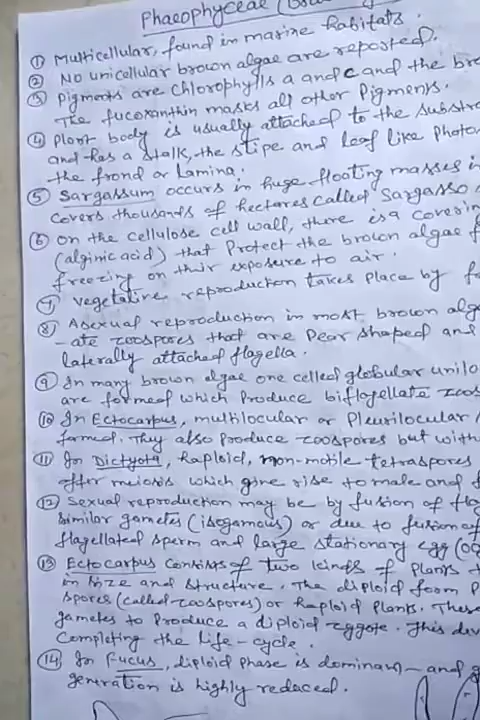 Phaeophyceae (Brown
① Multicellular, found in marine habitats.
② No unicellular brown algae are reported.
③ Pigments are chlorophylls a and c and the bro
The fucoxanthin masks all other pigments.
④ Plant body is usually attached to the substra
and has a stalk, the stipe and leaf like photo
the frond or lamina.
⑤ Sargassum occurs in huge floating masses in
covers thousands of hectares called Sargasso s
⑥ On the cellulose cell wall, there is a coverin
(alginic acid) that protect the brown algae f
freezing on their exposure to air.
⑦ Vegetative reproduction takes place by f
⑧ Asexual reproduction in most brown alg
-ate zoospores that are pear shaped and
laterally attached flagella.
⑨ In many brown algae one celled globular unilo
are formed which produce biflagellate zoos
⑩ In Ectocarpus, multilocular or Pleurilocular
formed. They also produce zoospores but with
⑪ In Dictyota, haploid, non-motile tetraspores
after meiosis which give rise to male and f
⑫ Sexual reproduction may be by fusion of fla
similar gametes (isogamous) or due to fusion of
flagellated sperm and large stationary egg (oo
⑬ Ectocarpus consists of two kinds of plants
in size and structure. The diploid form p
spores (called zoospores) or haploid plants. These
gametes to produce a diploid zygote. This dev
completing the life-cycle.
⑭ In Fucus, diploid phase is dominant and g
generation is highly reduced.